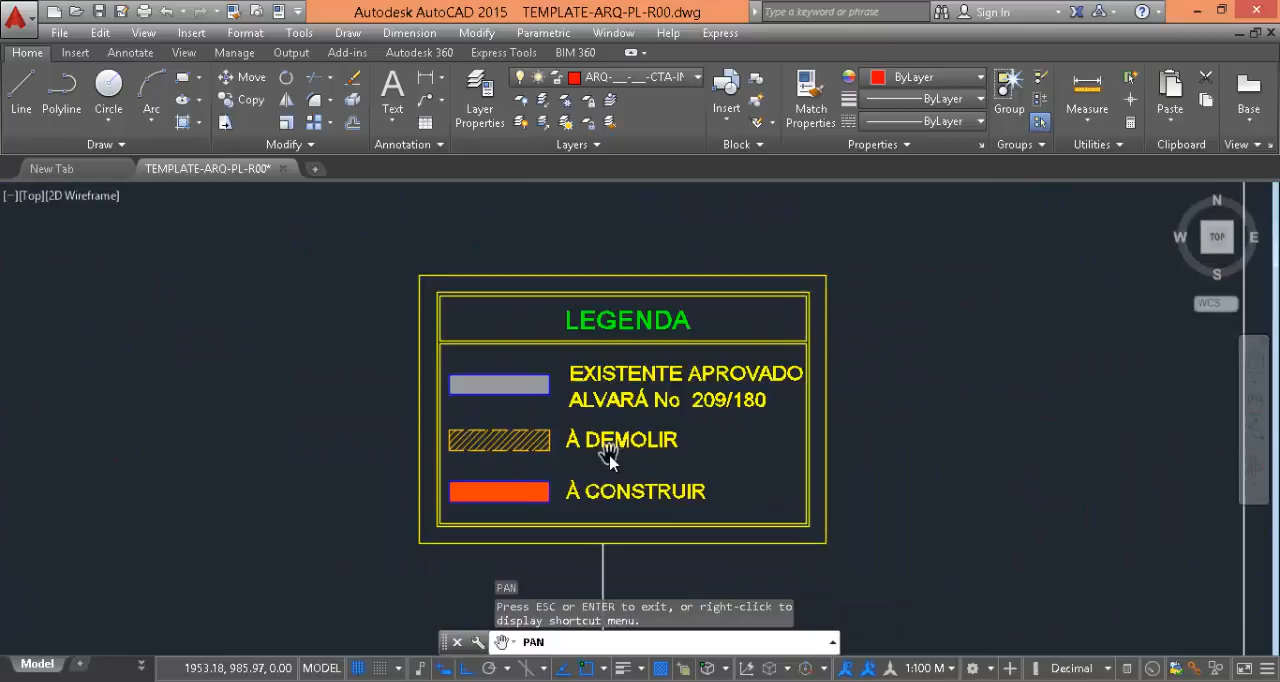 Autodesk AutoCAD 2015 TEMPLATE-ARQ-PL-R00.dwg
Type a keyword or phrase
Sign In
File Edit View Insert Format Tools Draw Dimension Modify Parametric Window Help Express
Home Insert Annotate View Manage Output Add-ins Autodesk 360 Express Tools BIM 360
Move
ARQ-___-___-CTA-IN
ByLayer
Copy
ByLayer
Line Polyline Circle Arc
Text
Layer Properties
Insert
Match Properties
Group
Measure
Paste
Base
ByLayer
Draw Modify Annotation Layers Block Properties Groups Utilities Clipboard View
New Tab TEMPLATE-ARQ-PL-R00*
[−][Top][2D Wireframe]
N
W TOP E
S
WCS
LEGENDA
EXISTENTE APROVADO
ALVARÁ No 209/180
À DEMOLIR
À CONSTRUIR
PAN
Press ESC or ENTER to exit, or right-click to
display shortcut menu.
PAN
Model 1953.18, 985.97, 0.00 MODEL 1:100 M Decimal